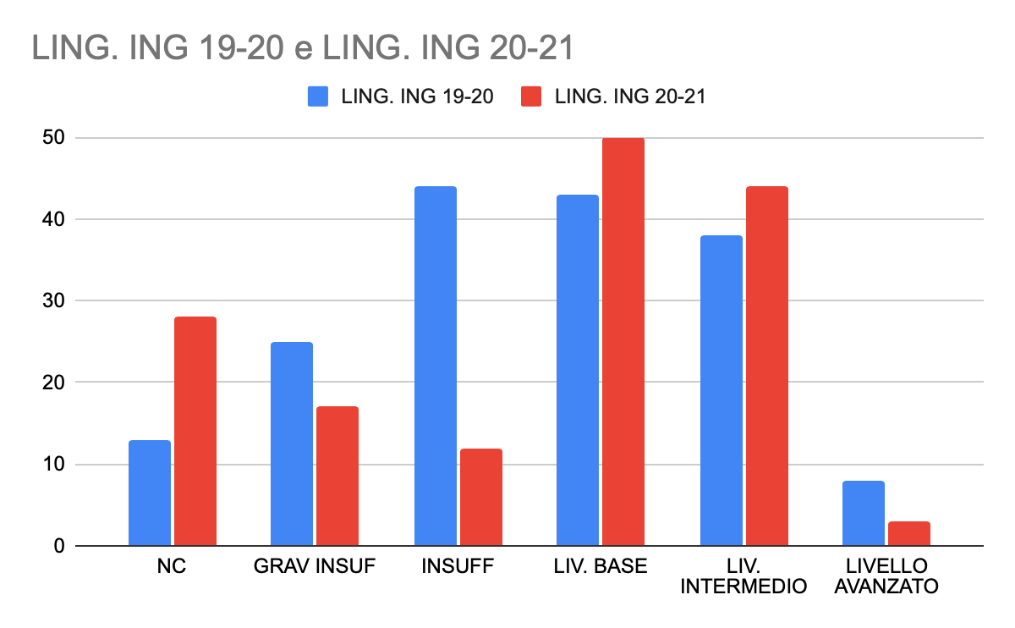 LING. ING 19-20 e LING. ING 20-21
LING. ING 19-20 LING. ING 20-21
50
40
30
20
10
0
NC GRAV INSUF INSUFF LIV. BASE LIV. LIVELLO
INTERMEDIO AVANZATO